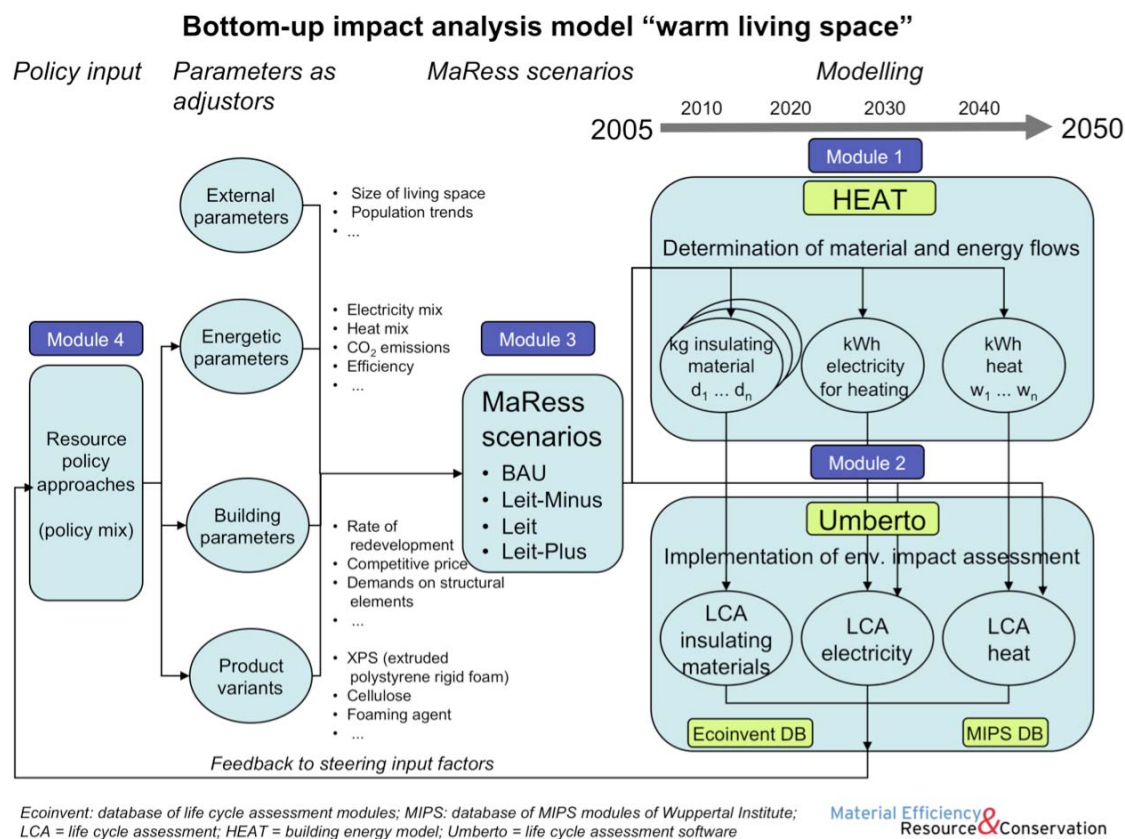 Bottom-up impact analysis model “warm living space”
Policy input
Parameters as
adjustors
MaRess scenarios
Modelling
2005
2010
2020
2030
2040
2050
Module 1
HEAT
Determination of material and energy flows
kg insulating
material
d₁ ... dₙ
kWh
electricity
for heating
kWh
heat
w₁ ... wₙ
External
parameters
• Size of living space
• Population trends
• ...
Energetic
parameters
• Electricity mix
• Heat mix
• CO₂ emissions
• Efficiency
• ...
Module 4
Resource
policy
approaches
(policy mix)
Module 3
MaRess
scenarios
• BAU
• Leit-Minus
• Leit
• Leit-Plus
Building
parameters
• Rate of
redevelopment
• Competitive price
• Demands on structural
elements
• ...
Product
variants
• XPS (extruded
polystyrene rigid foam)
• Cellulose
• Foaming agent
• ...
Module 2
Umberto
Implementation of env. impact assessment
LCA
insulating
materials
LCA
electricity
LCA
heat
Ecoinvent DB
MIPS DB
Feedback to steering input factors
Ecoinvent: database of life cycle assessment modules; MIPS: database of MIPS modules of Wuppertal Institute;
LCA = life cycle assessment; HEAT = building energy model; Umberto = life cycle assessment software
Material Efficiency&
Resource Conservation